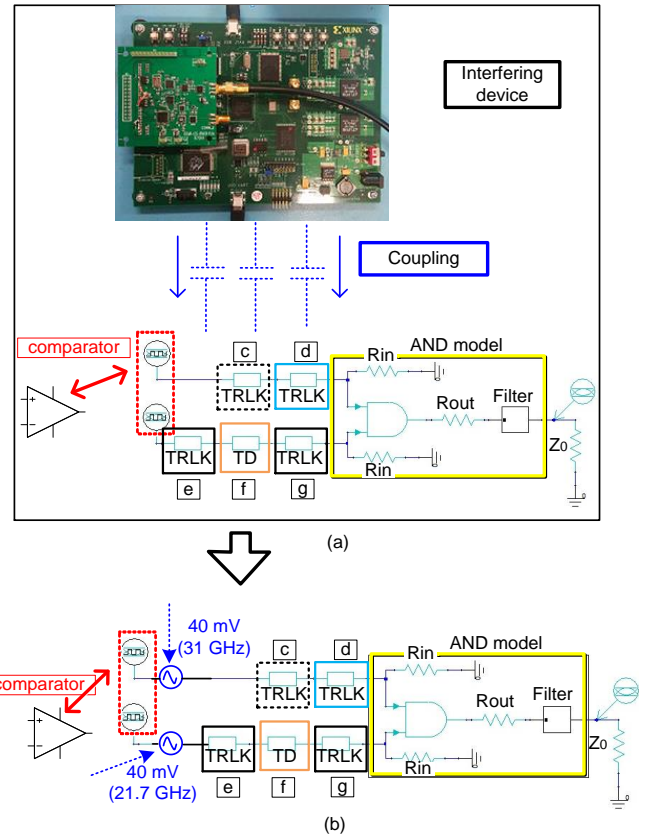 XILINX
Interfering
device
Coupling
comparator
c
d
AND model
Rin
TRLK
TRLK
Rout
Filter
Z0
TRLK
TD
TRLK
Rin
e
f
g
(a)
40 mV
(31 GHz)
c
d
AND model
Rin
comparator
TRLK
TRLK
Rout
Filter
Z0
40 mV
(21.7 GHz)
TRLK
TD
TRLK
Rin
e
f
g
(b)